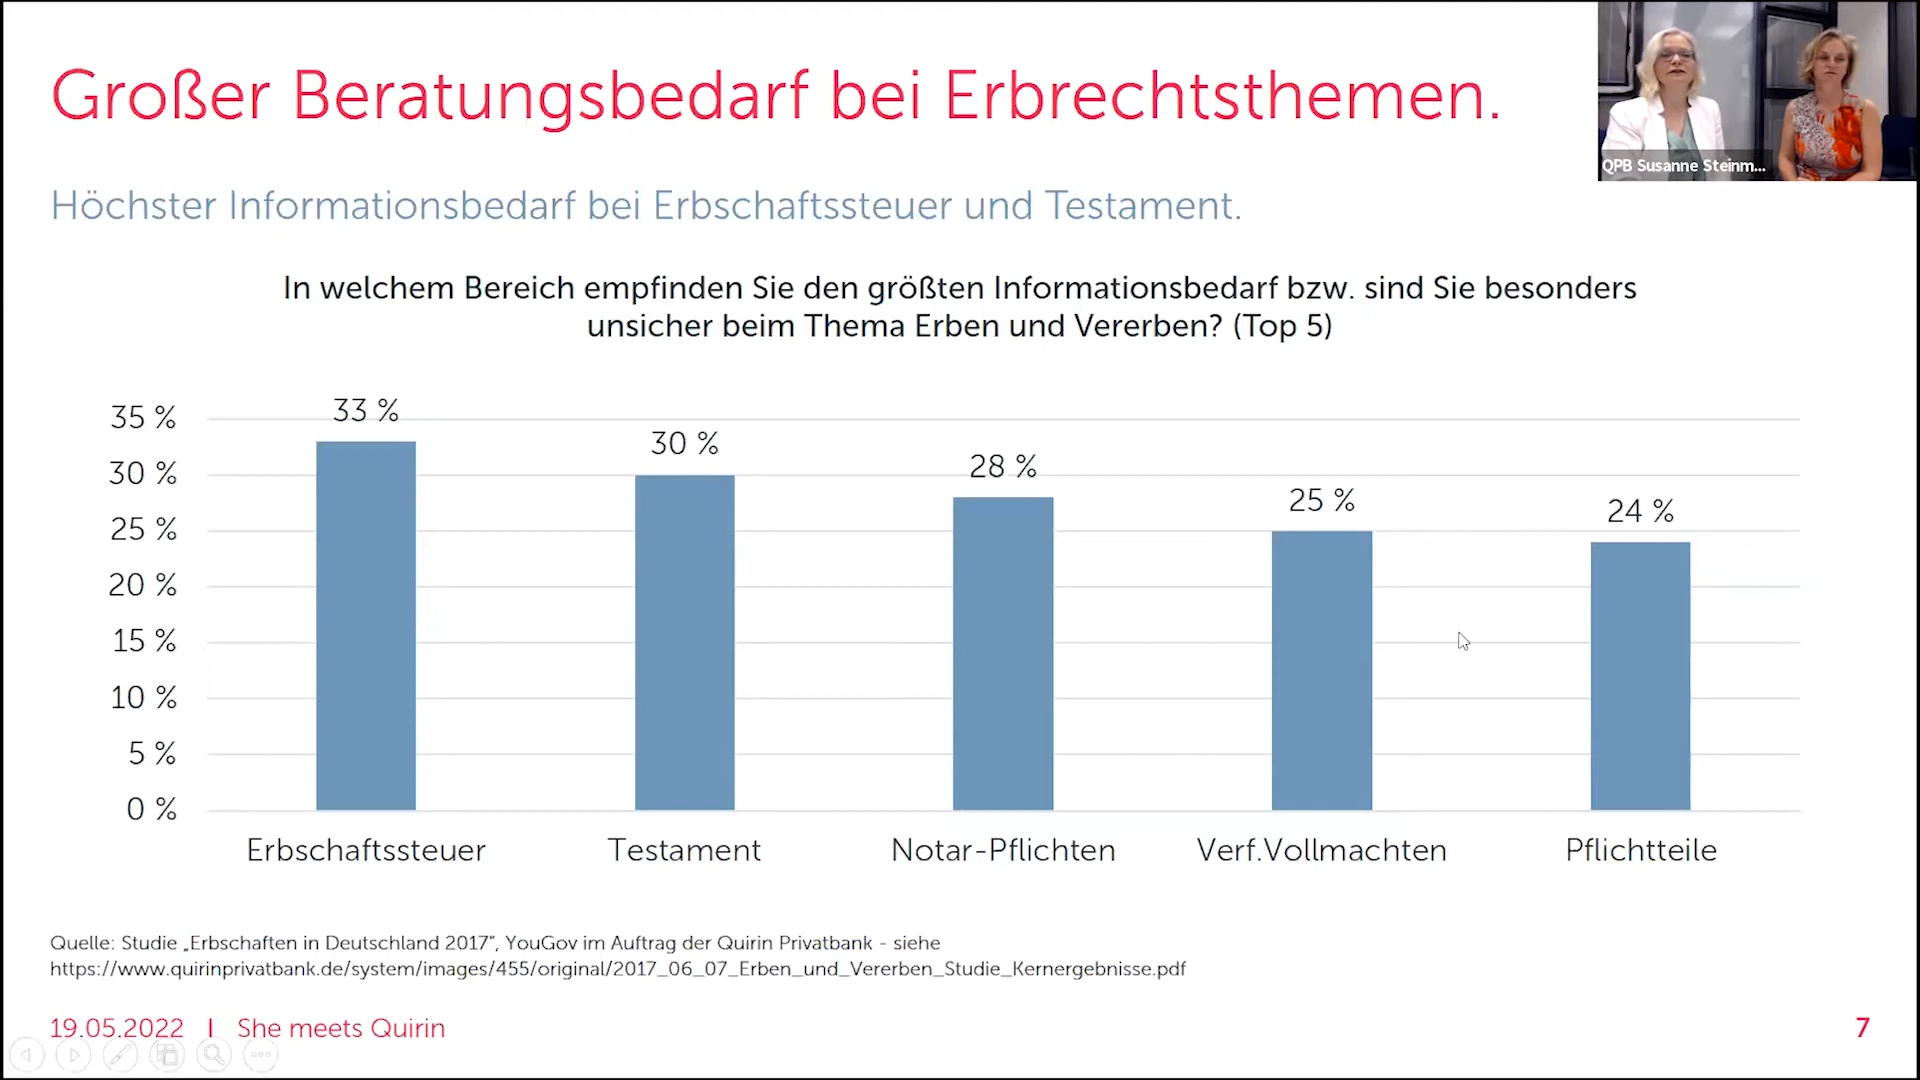 Großer Beratungsbedarf bei Erbrechtsthemen.
QPB Susanne Steinm...
Höchster Informationsbedarf bei Erbschaftssteuer und Testament.
In welchem Bereich empfinden Sie den größten Informationsbedarf bzw. sind Sie besonders
unsicher beim Thema Erben und Vererben? (Top 5)
35 %
30 %
25 %
20 %
15 %
10 %
5 %
0 %
33 %
30 %
28 %
25 %
24 %
Erbschaftssteuer
Testament
Notar-Pflichten
Verf.Vollmachten
Pflichtteile
Quelle: Studie „Erbschaften in Deutschland 2017”, YouGov im Auftrag der Quirin Privatbank - siehe
https://www.quirinprivatbank.de/system/images/455/original/2017_06_07_Erben_und_Vererben_Studie_Kernergebnisse.pdf
19.05.2022 | She meets Quirin
7